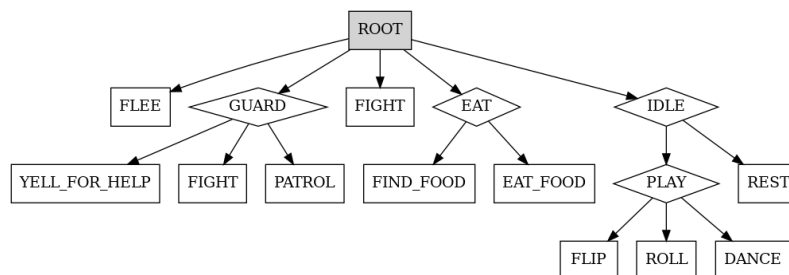 ROOT
FLEE
GUARD
FIGHT
EAT
IDLE
YELL_FOR_HELP
FIGHT
PATROL
FIND_FOOD
EAT_FOOD
PLAY
REST
FLIP
ROLL
DANCE